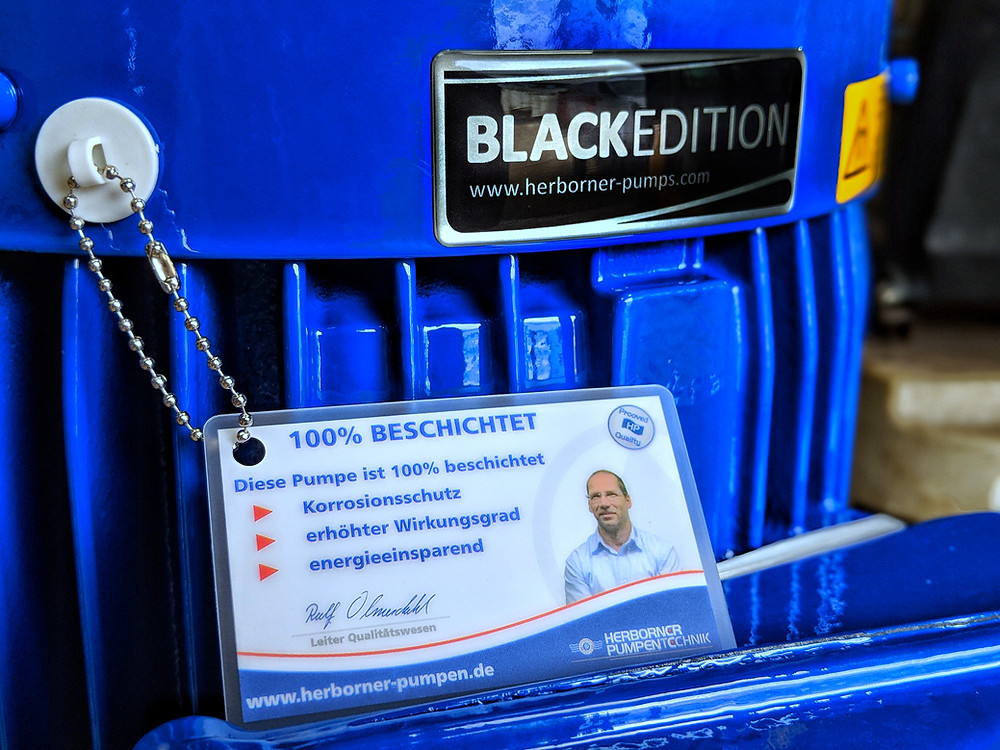 BLACKEDITION
www.herborner-pumps.com
100% BESCHICHTET
Prooved
HP
Quality
Diese Pumpe ist 100% beschichtet
Korrosionsschutz
erhöhter Wirkungsgrad
energieeinsparend
Leiter Qualitätswesen
HERBORNER
PUMPENTECHNIK
www.herborner-pumpen.de